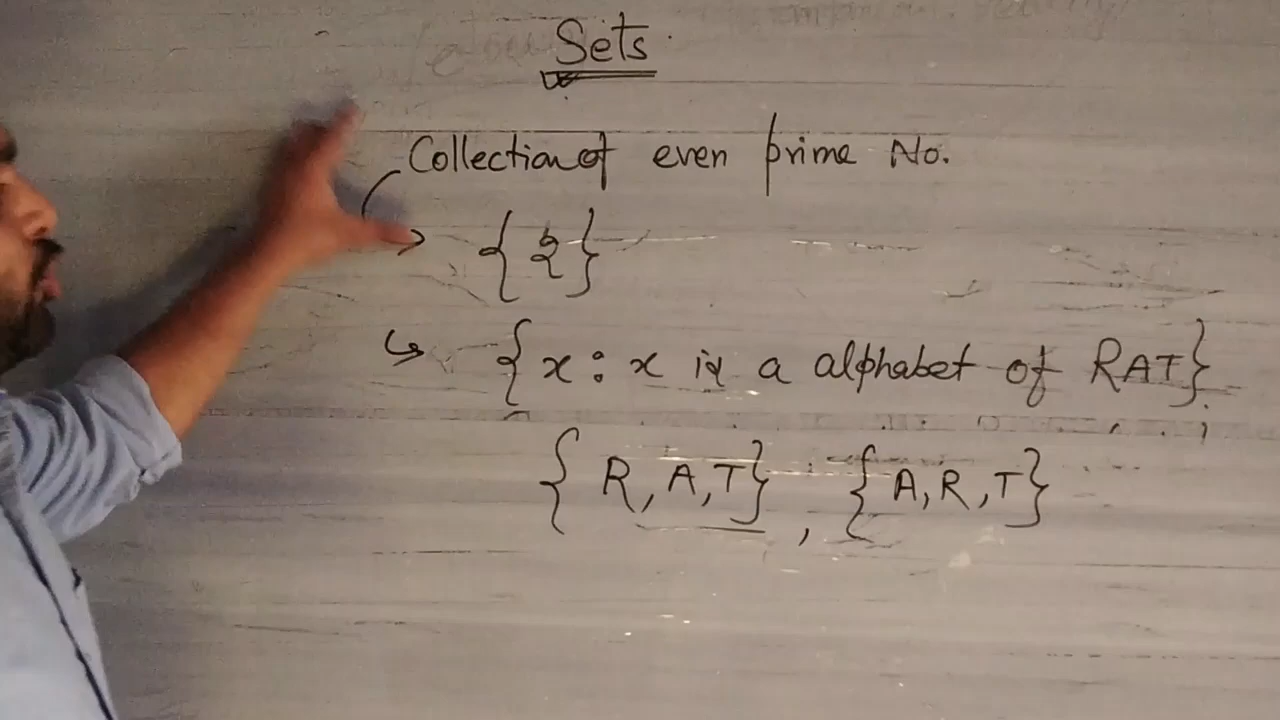 Sets
Collection of even prime No.
{ 2 }
{ x : x is a alphabet of RAT }
{ R, A, T } , { A, R, T }